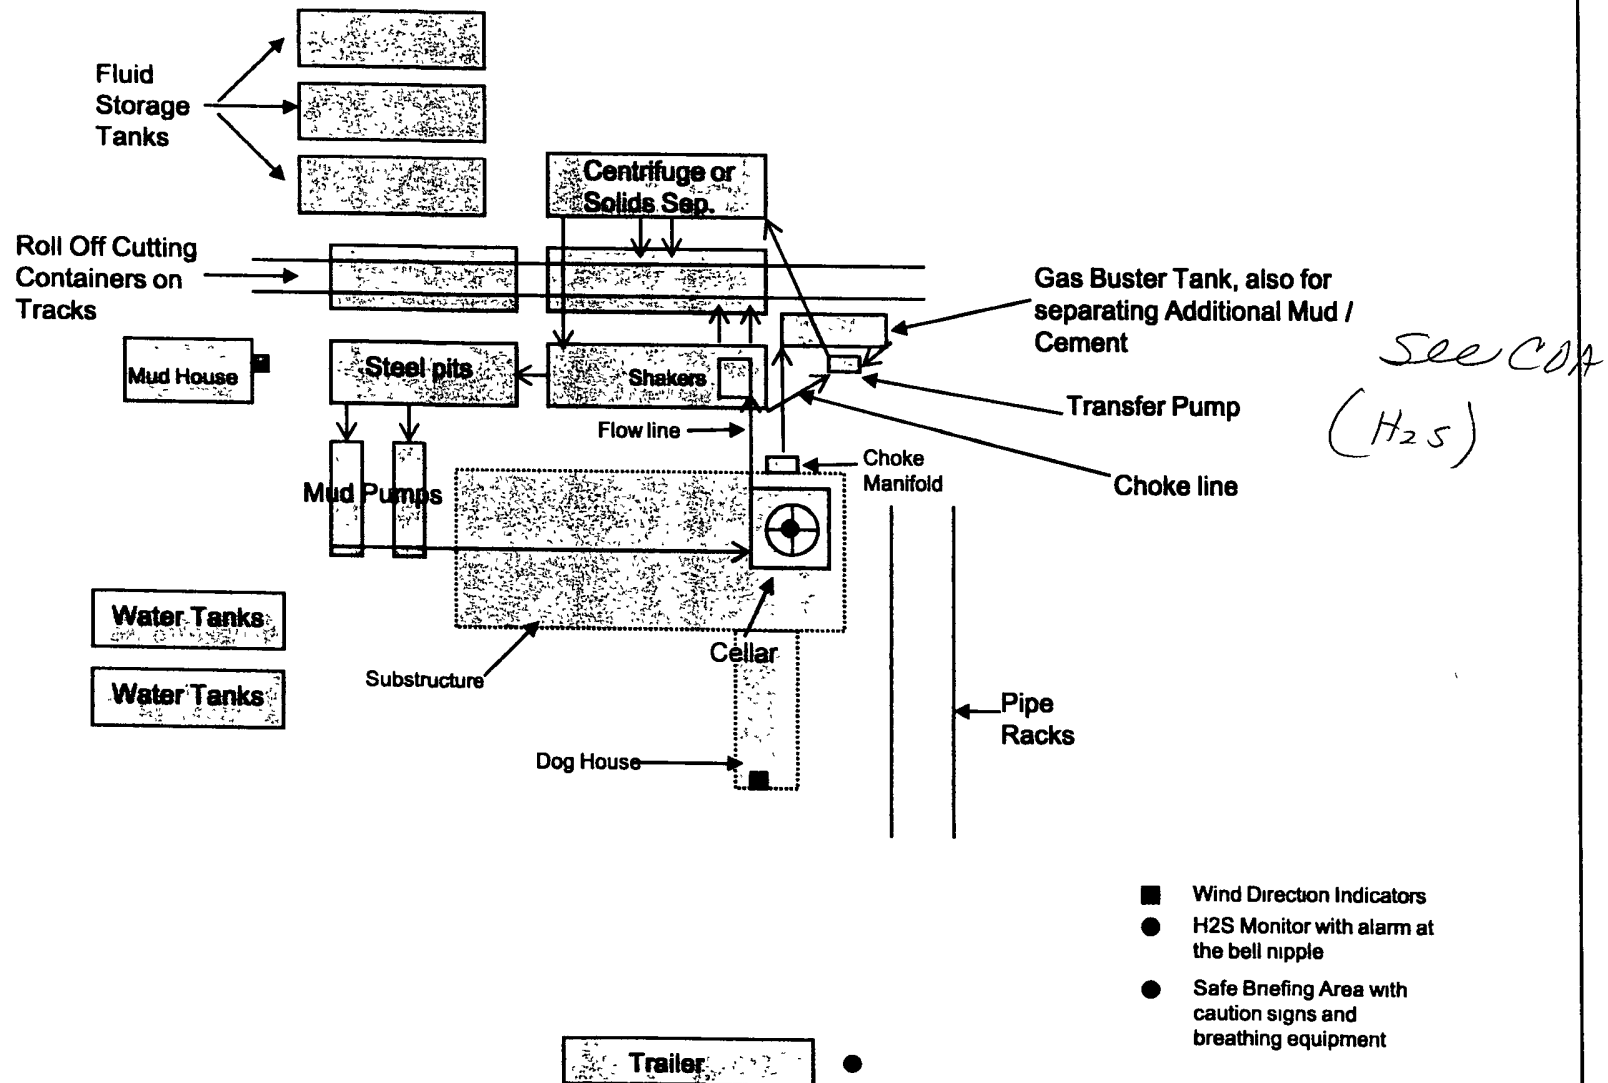 Fluid
Storage
Tanks
Centrifuge or
Solids Sep.
Roll Off Cutting
Containers on
Tracks
Gas Buster Tank, also for
separating Additional Mud /
Cement
See COA
(H2S)
Mud House
Steel pits
Shakers
Transfer Pump
Flow line
Choke
Manifold
Choke line
Mud Pumps
Water Tanks
Water Tanks
Substructure
Cellar
Pipe
Racks
Dog House
Wind Direction Indicators
H2S Monitor with alarm at
the bell nipple
Safe Briefing Area with
caution signs and
breathing equipment
Trailer